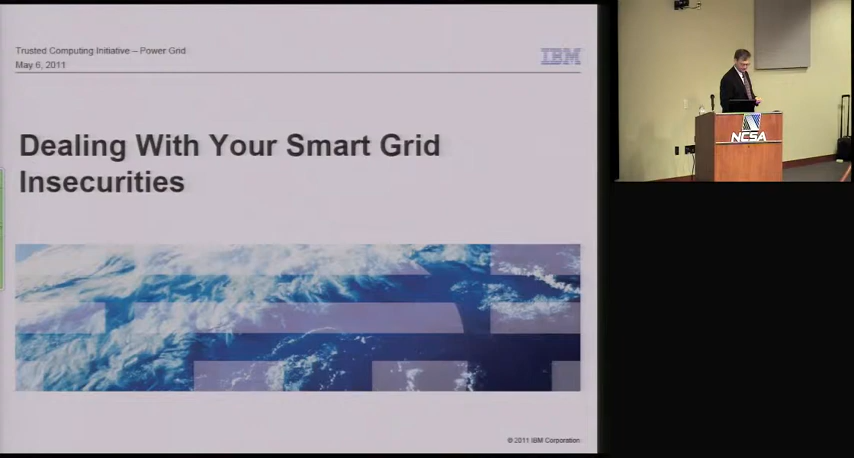 Trusted Computing Initiative – Power Grid
May 6, 2011
IBM
Dealing With Your Smart Grid
Insecurities
© 2011 IBM Corporation
NCSA